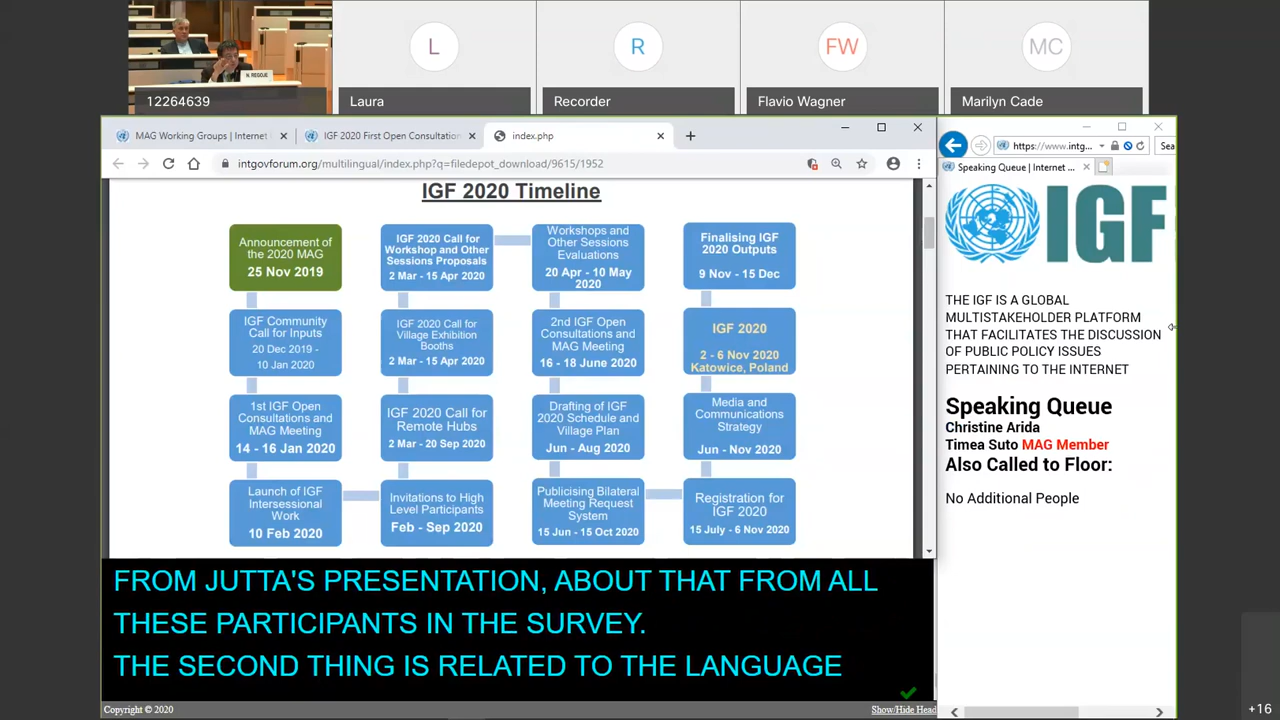 N. REGOJE
12264639
L
Laura
R
Recorder
FW
Flavio Wagner
MC
Marilyn Cade
MAG Working Groups | Internet
IGF 2020 First Open Consultation
index.php
intgovforum.org/multilingual/index.php?q=filedepot_download/9615/1952
IGF 2020 Timeline
Announcement of
the 2020 MAG
25 Nov 2019
IGF Community
Call for Inputs
20 Dec 2019 -
10 Jan 2020
1st IGF Open
Consultations and
MAG Meeting
14 - 16 Jan 2020
Launch of IGF
Intersessional
Work
10 Feb 2020
IGF 2020 Call for
Workshop and Other
Sessions Proposals
2 Mar - 15 Apr 2020
IGF 2020 Call for
Village Exhibition
Booths
2 Mar - 15 Apr 2020
IGF 2020 Call for
Remote Hubs
2 Mar - 20 Sep 2020
Invitations to High
Level Participants
Feb - Sep 2020
Workshops and
Other Sessions
Evaluations
20 Apr - 10 May
2020
2nd IGF Open
Consultations and
MAG Meeting
16 - 18 June 2020
Drafting of IGF
2020 Schedule and
Village Plan
Jun - Aug 2020
Publicising Bilateral
Meeting Request
System
15 Jun - 15 Oct 2020
Finalising IGF
2020 Outputs
9 Nov - 15 Dec
IGF 2020
2 - 6 Nov 2020
Katowice, Poland
Media and
Communications
Strategy
Jun - Nov 2020
Registration for
IGF 2020
15 July - 6 Nov 2020
https://www.intg...
Sea
Speaking Queue | Internet ...
IGF
THE IGF IS A GLOBAL
MULTISTAKEHOLDER PLATFORM
THAT FACILITATES THE DISCUSSION
OF PUBLIC POLICY ISSUES
PERTAINING TO THE INTERNET
Speaking Queue
Christine Arida
Timea Suto MAG Member
Also Called to Floor:
No Additional People
FROM JUTTA'S PRESENTATION, ABOUT THAT FROM ALL
THESE PARTICIPANTS IN THE SURVEY.
THE SECOND THING IS RELATED TO THE LANGUAGE
Copyright © 2020
Show/Hide Head
+16